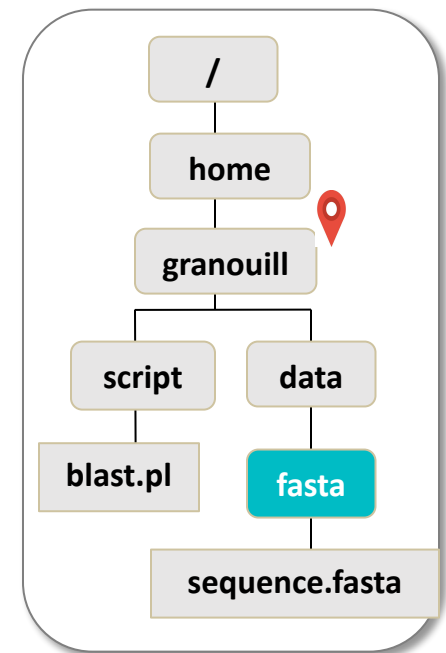 /
home
granouill
script data
blast.pl
fasta
sequence.fasta